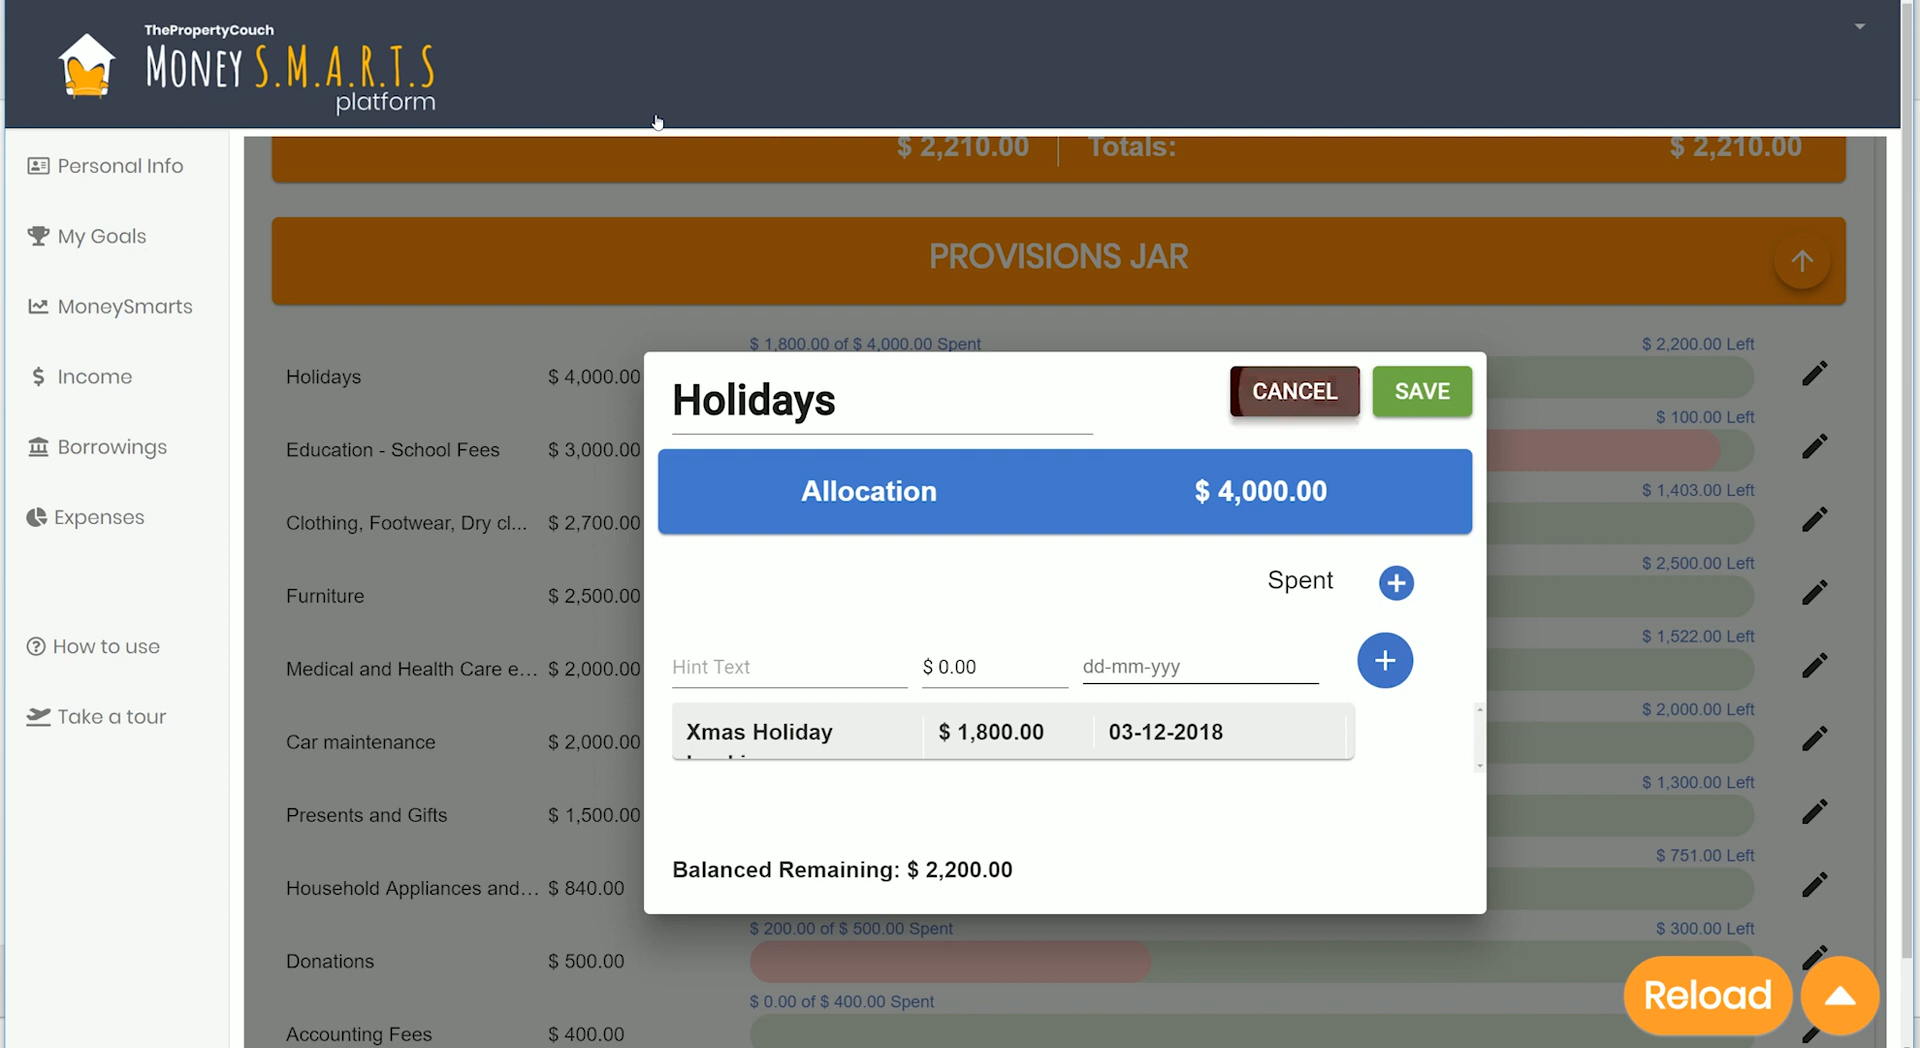 ThePropertyCouch
MONEY S.M.A.R.T.S
platform
Personal Info
My Goals
MoneySmarts
Income
Borrowings
Expenses
How to use
Take a tour
$ 2,210.00 Totals: $ 2,210.00
PROVISIONS JAR
$ 1,800.00 of $ 4,000.00 Spent $ 2,200.00 Left
Holidays $ 4,000.00
$ 100.00 Left
Education - School Fees $ 3,000.00
$ 1,403.00 Left
Clothing, Footwear, Dry cl... $ 2,700.00
$ 2,500.00 Left
Furniture $ 2,500.00
$ 1,522.00 Left
Medical and Health Care e... $ 2,000.00
$ 2,000.00 Left
Car maintenance $ 2,000.00
$ 1,300.00 Left
Presents and Gifts $ 1,500.00
$ 751.00 Left
Household Appliances and... $ 840.00
$ 200.00 of $ 500.00 Spent $ 300.00 Left
Donations $ 500.00
$ 0.00 of $ 400.00 Spent
Accounting Fees $ 400.00
Holidays
CANCEL
SAVE
Allocation $ 4,000.00
Spent
Hint Text $ 0.00 dd-mm-yyy
Xmas Holiday $ 1,800.00 03-12-2018
Balanced Remaining: $ 2,200.00
Reload